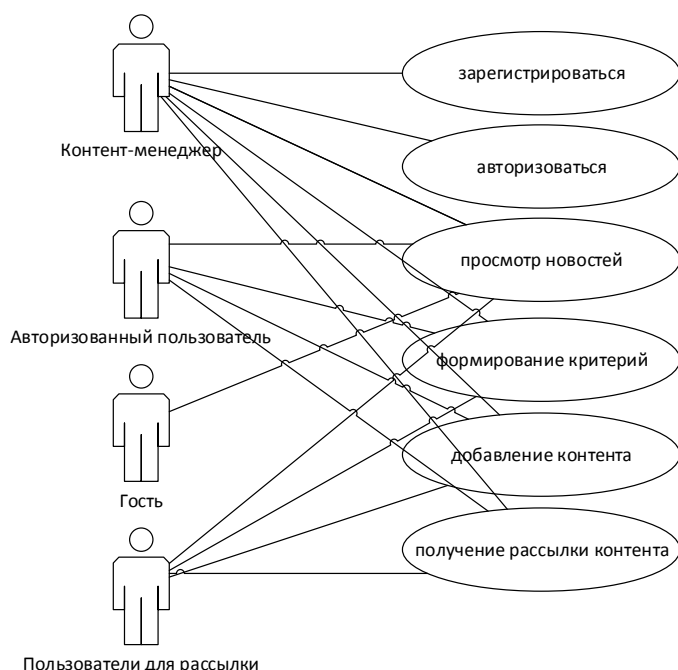 зарегистрироваться
Контент-менеджер
авторизоваться
просмотр новостей
Авторизованный пользователь
формирование критерий
Гость
добавление контента
получение рассылки контента
Пользователи для рассылки